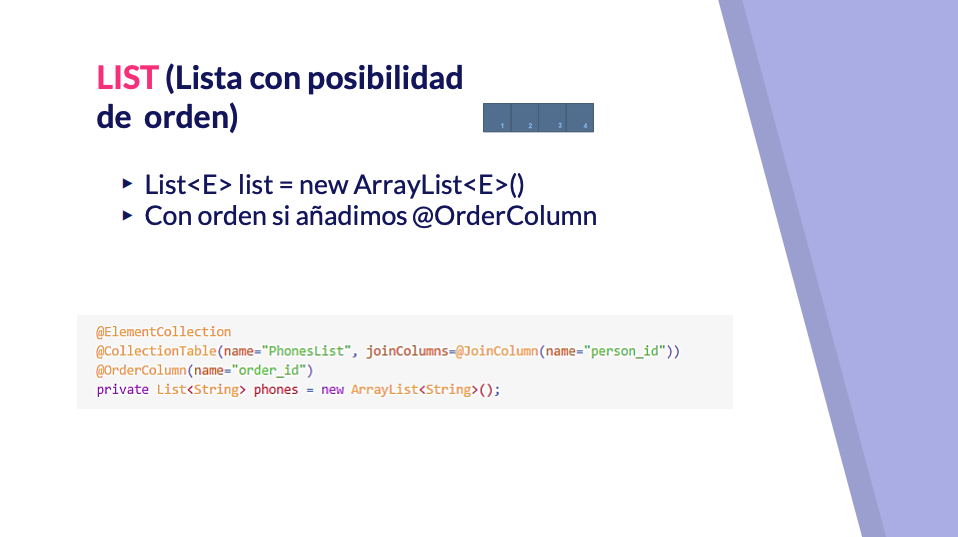 LIST (Lista con posibilidad
de orden)
1 2 3 4
▸ List<E> list = new ArrayList<E>()
▸ Con orden si añadimos @OrderColumn
@ElementCollection
@CollectionTable(name="PhonesList", joinColumns=@JoinColumn(name="person_id"))
@OrderColumn(name="order_id")
private List<String> phones = new ArrayList<String>();